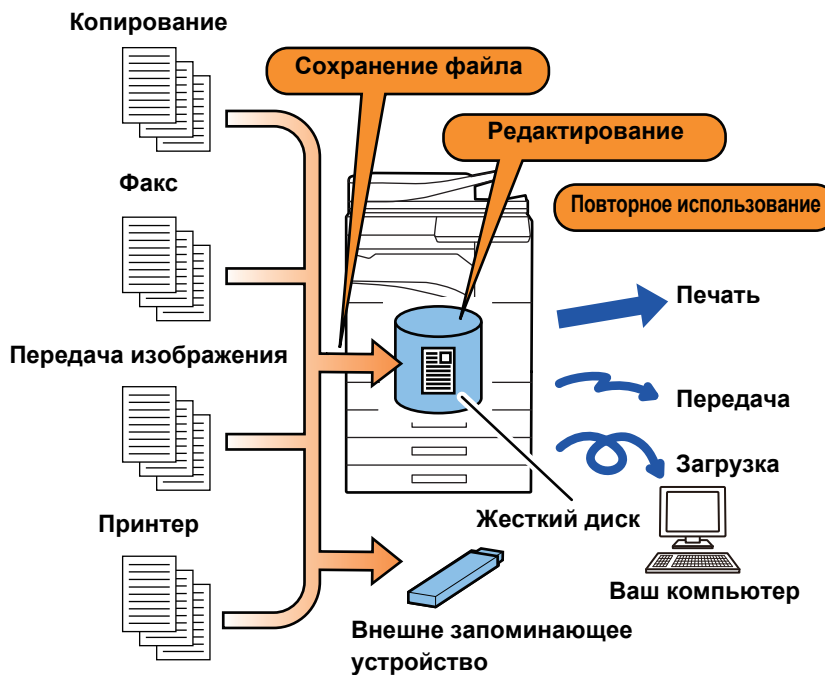 Копирование
Сохранение файла
Редактирование
Факс
Повторное использование
Печать
Передача изображения
Передача
Загрузка
Принтер
Жесткий диск
Ваш компьютер
Внешне запоминающее
устройство